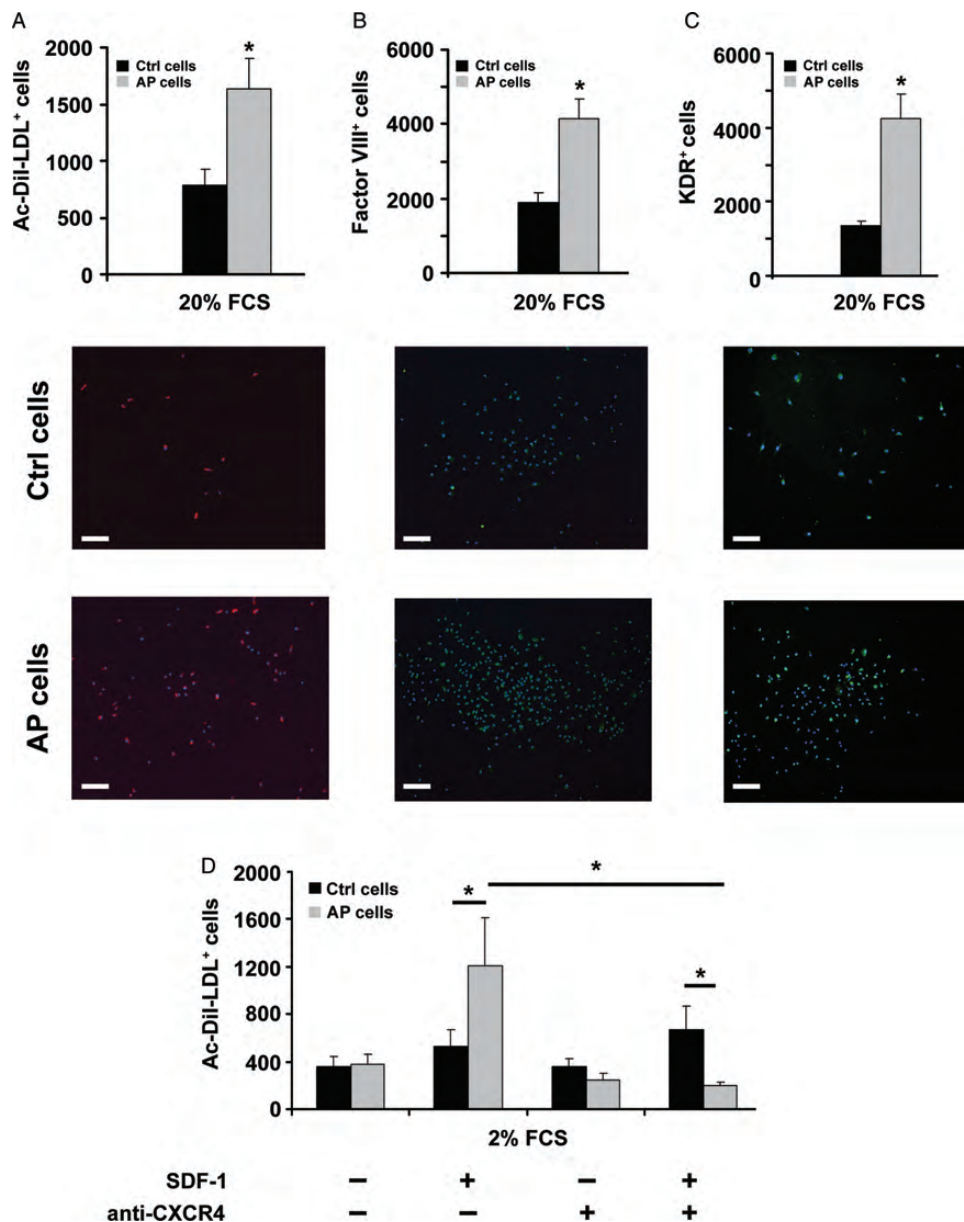 A
Ac-DiI-LDL+ cells
2000
1500
1000
500
0
Ctrl cells
AP cells
*
20% FCS
B
Factor VIII+ cells
6000
4000
2000
0
Ctrl cells
AP cells
*
20% FCS
C
KDR+ cells
6000
4000
2000
0
Ctrl cells
AP cells
*
20% FCS
Ctrl cells
AP cells
D
Ac-DiI-LDL+ cells
2000
1600
1200
800
400
0
Ctrl cells
AP cells
*
*
*
2% FCS
SDF-1 – + – +
anti-CXCR4 – – + +